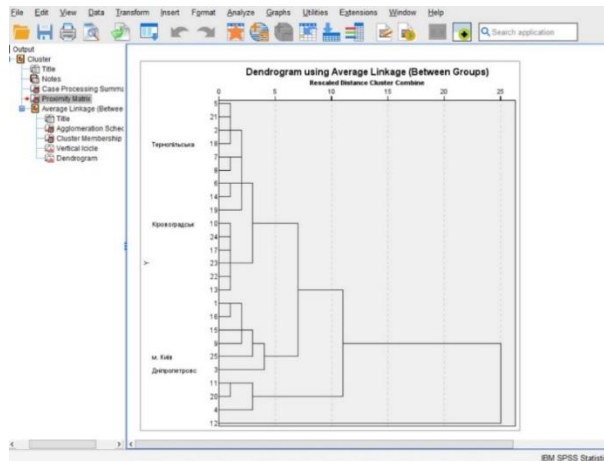 File Edit View Data Transform Insert Format Analyze Graphs Utilities Extensions Window Help
Search application
Output
Cluster
Title
Notes
Case Processing Summa
Proximity Matrix
Average Linkage (Betwee
Title
Agglomeration Sched
Cluster Membership
Vertical Icicle
Dendrogram
Dendrogram using Average Linkage (Between Groups)
Rescaled Distance Cluster Combine
0 5 10 15 20 25
5
21
2
Тернопільська 18
7
8
6
14
19
Кіровоградськ 10
24
17
Y 23
22
13
1
16
15
9
м. Київ 25
Дніпропетровс 3
11
20
4
12
IBM SPSS Statisti